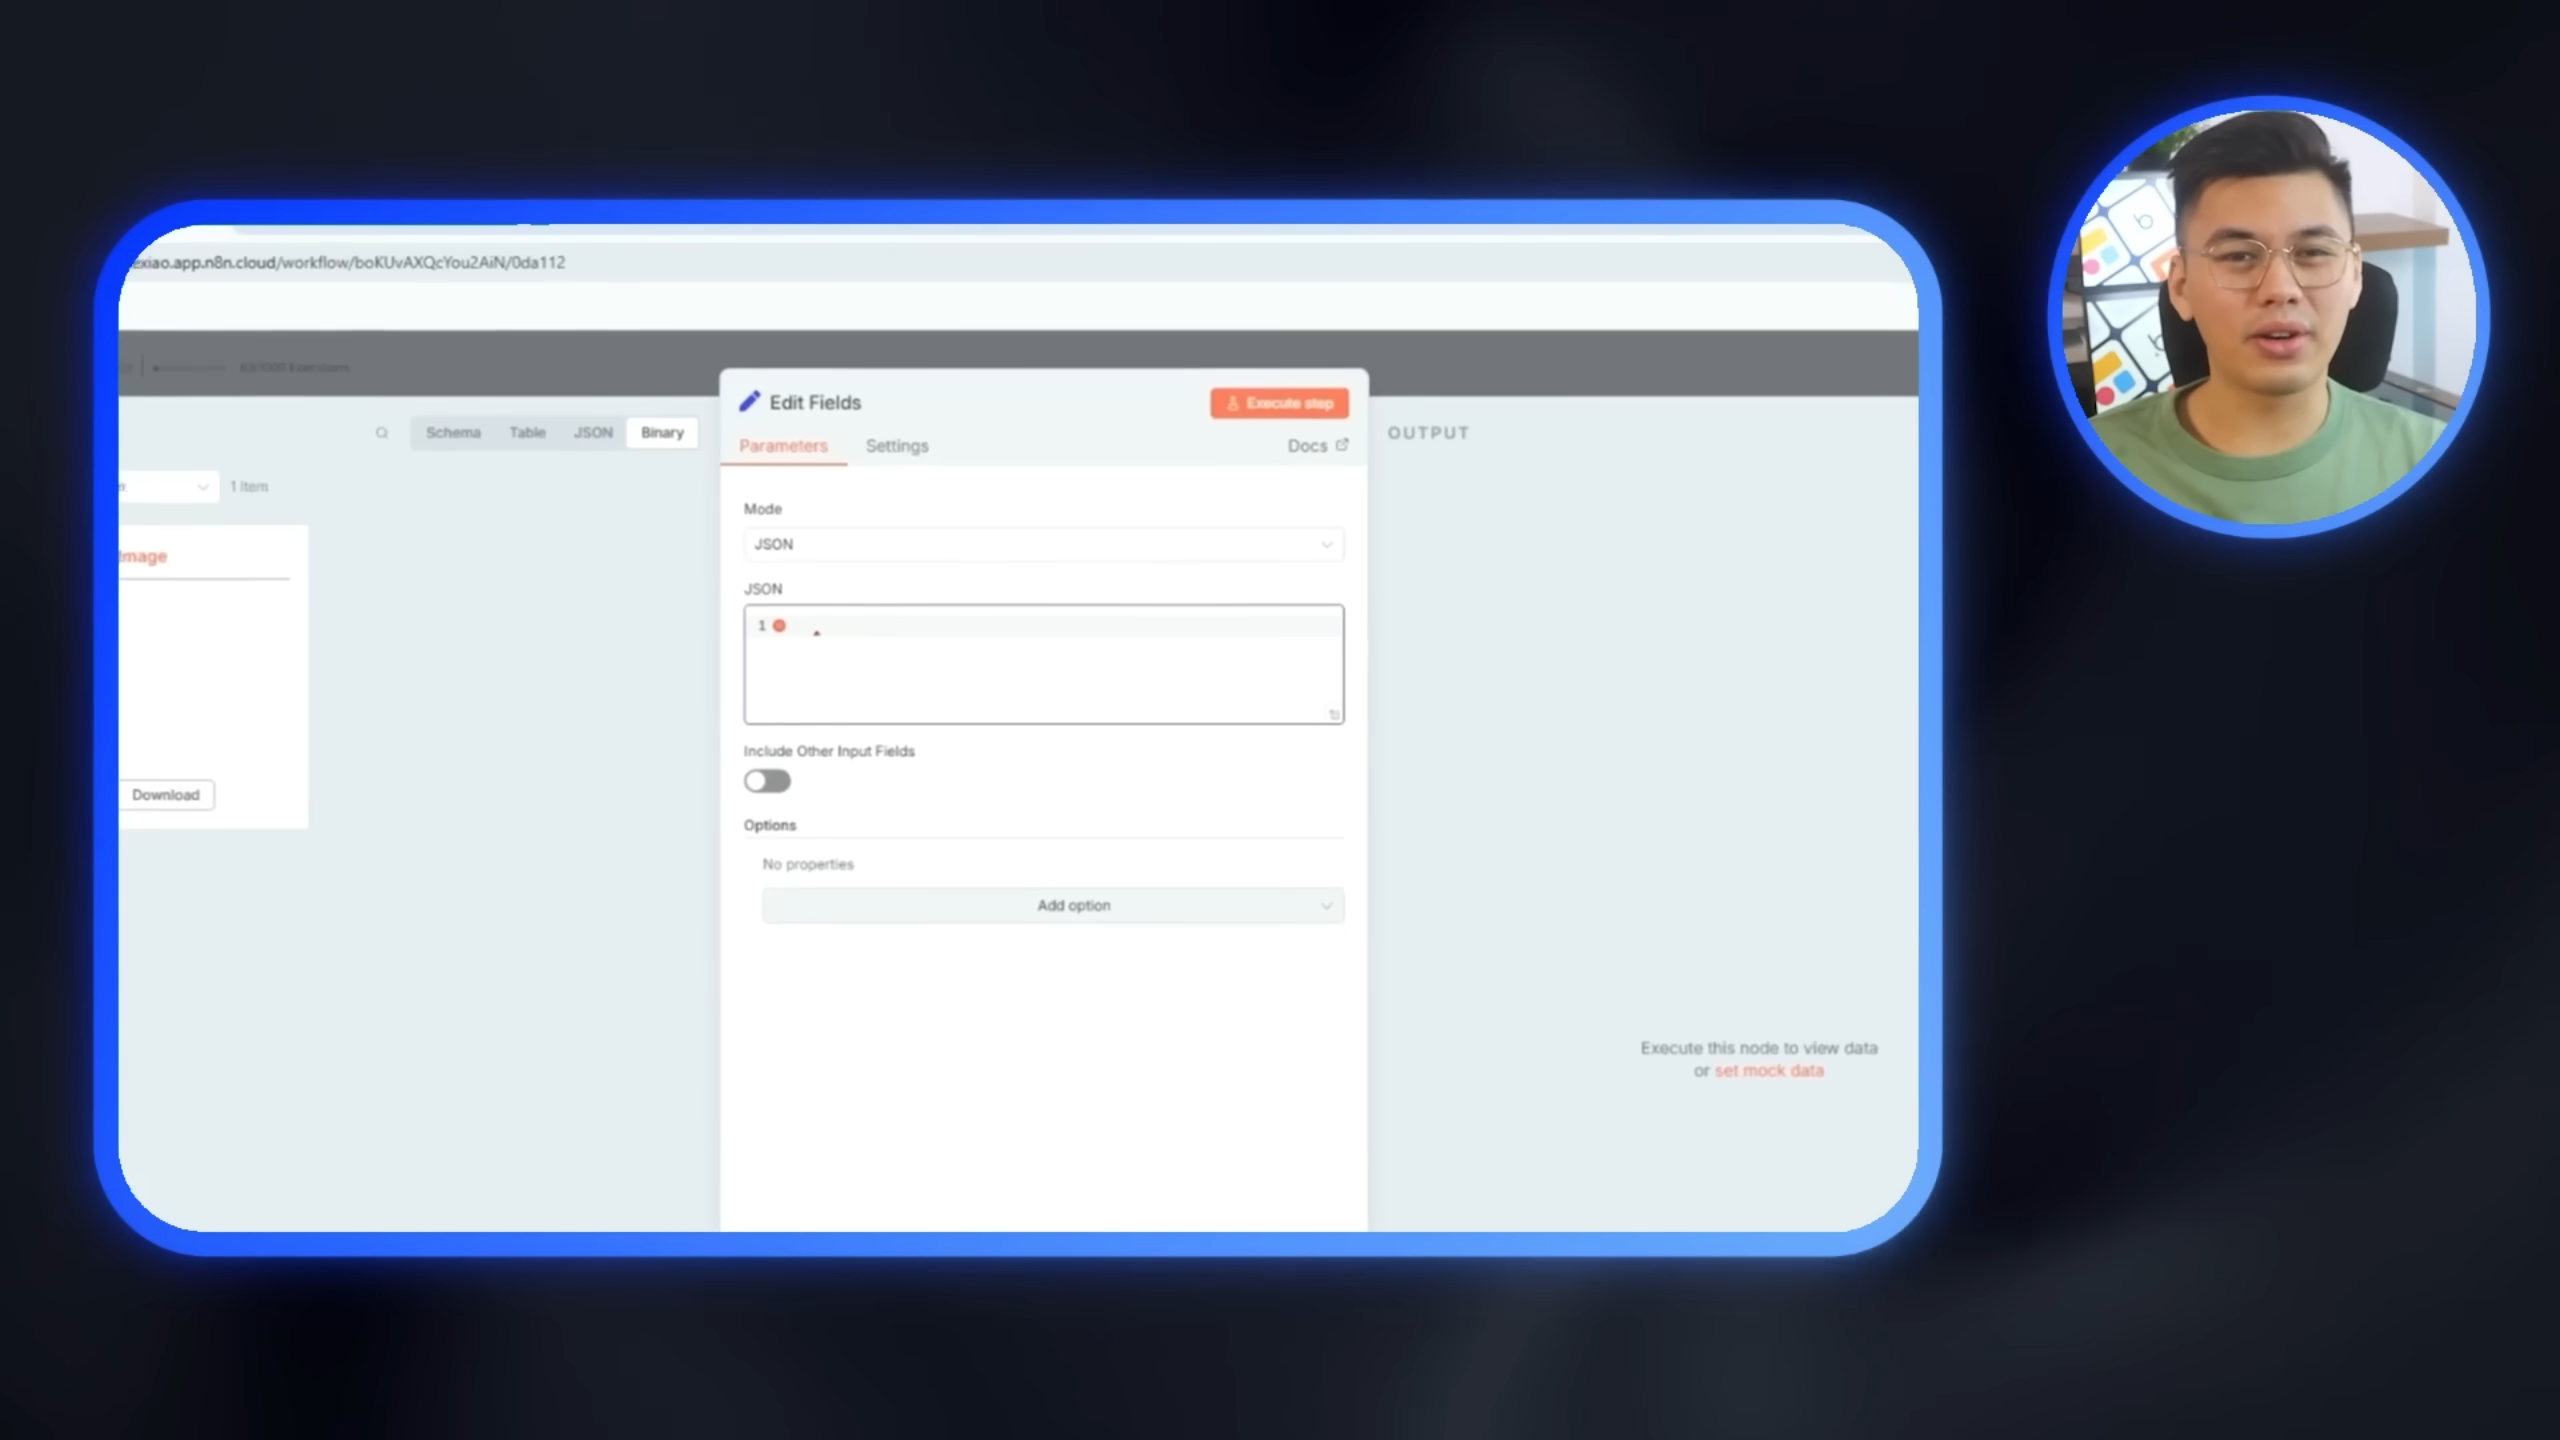 exiao.app.n8n.cloud/workflow/boKUvAXQcYou2AiN/0da112
Schema Table JSON Binary
1 item
Image
Download
Edit Fields
Execute step
Parameters
Settings
Docs
Mode
JSON
JSON
1
Include Other Input Fields
Options
No properties
Add option
OUTPUT
Execute this node to view data
or set mock data